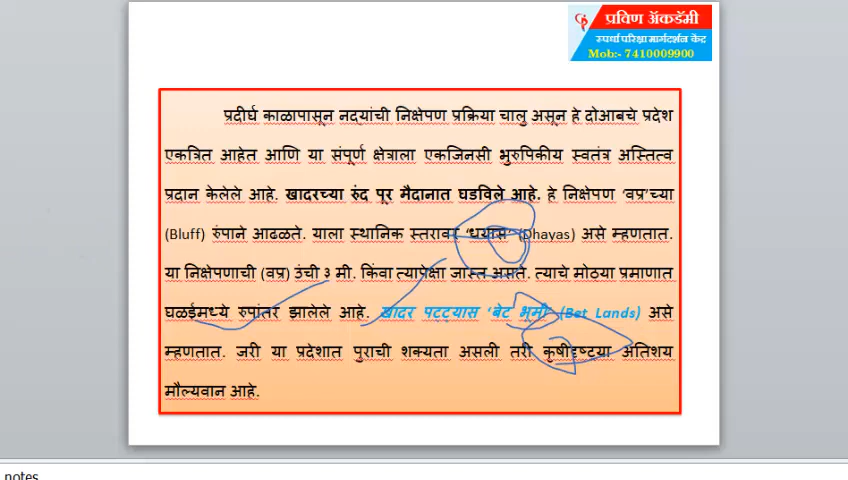 प्रविण ॲकडॅमी
स्पर्धा परिक्षा मार्गदर्शन केंद्र
Mob:- 7410009900
प्रदीर्घ काळापासून नद्यांची निक्षेपण प्रक्रिया चालु असून हे दोआबचे प्रदेश
एकत्रित आहेत आणि या संपूर्ण क्षेत्राला एकजिनसी भुरुपिकीय स्वतंत्र अस्तित्व
प्रदान केलेले आहे. खादरच्या रुंद पूर मैदानात घडविले आहे. हे निक्षेपण 'वप्र'च्या
(Bluff) रुपाने आढळते. याला स्थानिक स्तरावर 'धयास' (Dhayas) असे म्हणतात.
या निक्षेपणाची (वप्र) उंची ३ मी. किंवा त्यापेक्षा जास्त असते. त्याचे मोठ्या प्रमाणात
घळईमध्ये रुपांतर झालेले आहे. खादर पट्ट्यास 'बेट भूमी' (Bet Lands) असे
म्हणतात. जरी या प्रदेशात पुराची शक्यता असली तरी कृषीदृष्टया अतिशय
मौल्यवान आहे.
notes